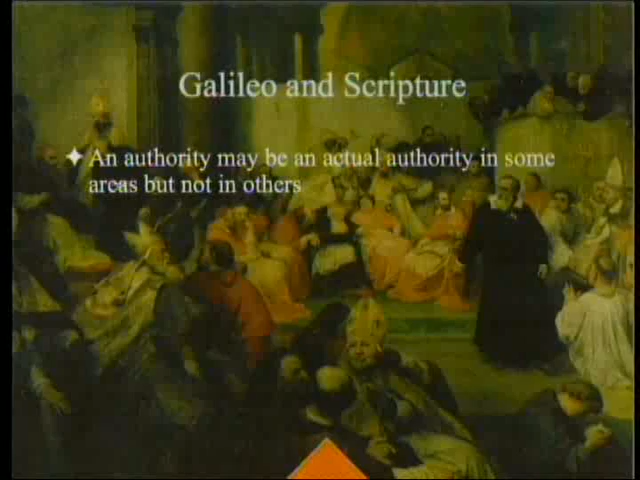 Galileo and Scripture
An authority may be an actual authority in some
areas but not in others